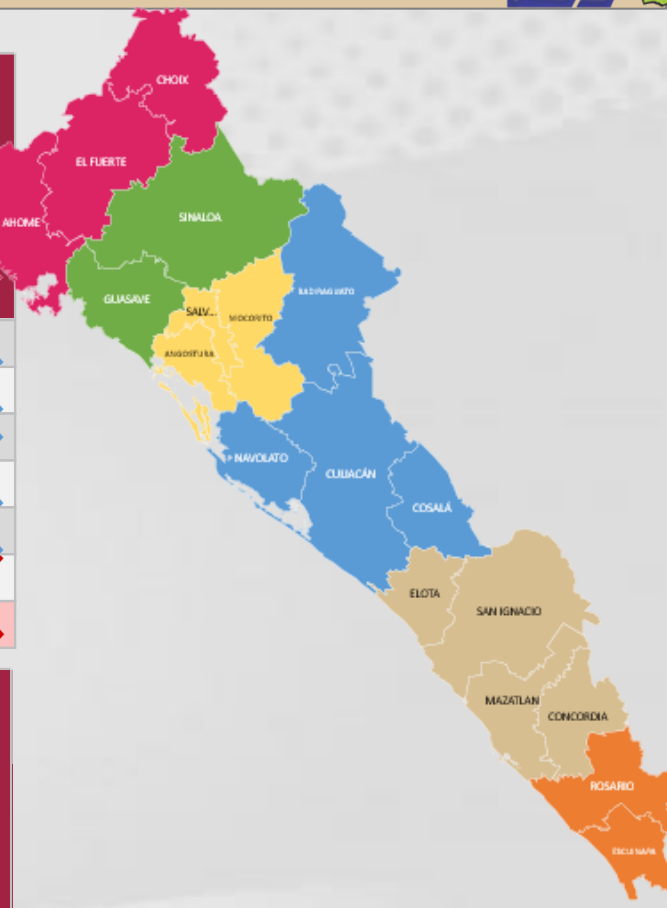 CHOIX
EL FUERTE
AHOME
SINALOA
BADIRAGUATO
GUASAVE
SALV...
MOCORITO
ANGOSTURA
NAVOLATO
CULIACÁN
COSALÁ
ELOTA
SAN IGNACIO
MAZATLAN
CONCORDIA
ROSARIO
ESCUINAPA